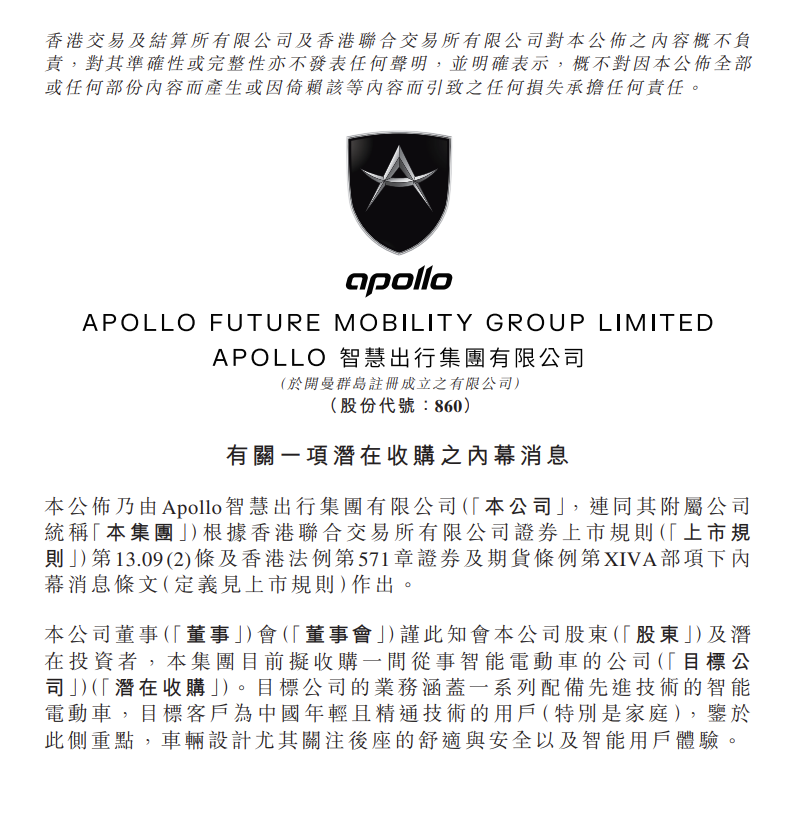 香港交易及結算所有限公司及香港聯合交易所有限公司對本公佈之內容概不負
責，對其準確性或完整性亦不發表任何聲明，並明確表示，概不對因本公佈全部
或任何部份內容而產生或因倚賴該等內容而引致之任何損失承擔任何責任。
apollo
APOLLO FUTURE MOBILITY GROUP LIMITED
APOLLO 智慧出行集團有限公司
（於開曼群島註冊成立之有限公司）
（股份代號：860）
有關一項潛在收購之內幕消息
本公佈乃由Apollo智慧出行集團有限公司(「本公司」，連同其附屬公司
統稱「本集團」)根據香港聯合交易所有限公司證券上市規則(「上市規
則」)第13.09(2)條及香港法例第571章證券及期貨條例第XIVA部項下內
幕消息條文(定義見上市規則)作出。
本公司董事(「董事」)會(「董事會」)謹此知會本公司股東(「股東」)及潛
在投資者，本集團目前擬收購一間從事智能電動車的公司(「目標公
司」)(「潛在收購」)。目標公司的業務涵蓋一系列配備先進技術的智能
電動車，目標客戶為中國年輕且精通技術的用戶(特別是家庭)，鑒於
此側重點，車輛設計尤其關注後座的舒適與安全以及智能用戶體驗。